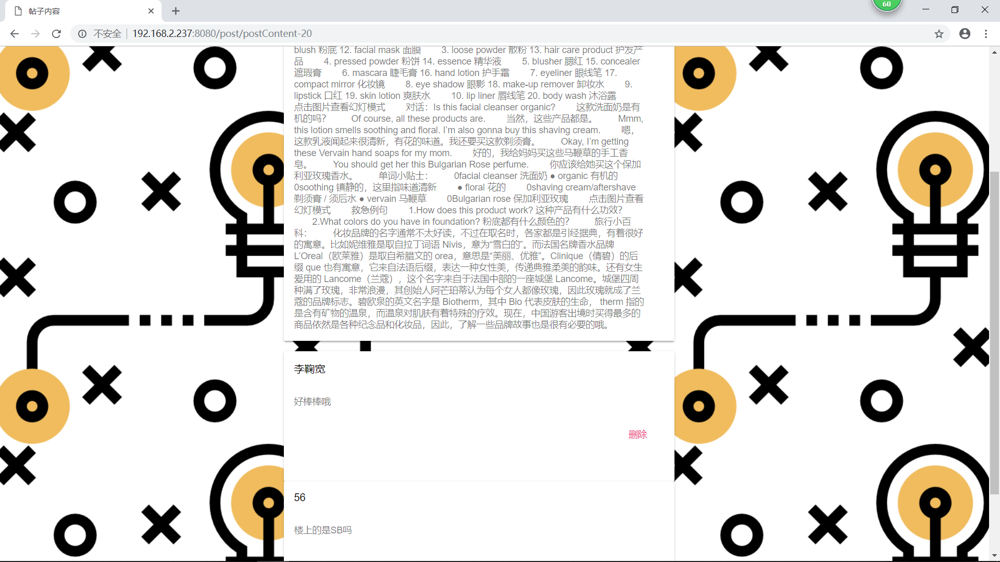 帖子内容
60
不安全
192.168.2.237:8080/post/postContent-20
blush 粉底 12. facial mask 面膜 3. loose powder 散粉 13. hair care product 护发产
品 4. pressed powder 粉饼 14. essence 精华液 5. blusher 腮红 15. concealer
遮瑕膏 6. mascara 睫毛膏 16. hand lotion 护手霜 7. eyeliner 眼线笔 17.
compact mirror 化妆镜 8. eye shadow 眼影 18. make-up remover 卸妆水 9.
lipstick 口红 19. skin lotion 爽肤水 10. lip liner 唇线笔 20. body wash 沐浴露
点击图片查看幻灯模式 对话：Is this facial cleanser organic? 这款洗面奶是有
机的吗？ Of course, all these products are. 当然，这些产品都是。 Mmm,
this lotion smells soothing and floral. I’m also gonna buy this shaving cream. 嗯，
这款乳液闻起来很清新，有花的味道。我还要买这款剃须膏。 Okay, I’m getting
these Vervain hand soaps for my mom. 好的，我给妈妈买这些马鞭草的手工香
皂。 You should get her this Bulgarian Rose perfume. 你应该给她买这个保加
利亚玫瑰香水。 单词小贴士： 0facial cleanser 洗面奶 ● organic 有机的
0soothing 镇静的，这里指味道清新 ● floral 花的 0shaving cream/aftershave
剃须膏 / 须后水 ● vervain 马鞭草 0Bulgarian rose 保加利亚玫瑰 点击图片查看
幻灯模式 救急例句 1.How does this product work? 这种产品有什么功效？
2.What colors do you have in foundation? 粉底都有什么颜色的？ 旅行小百
科： 化妆品牌的名字通常不太好读，不过在取名时，各家都是引经据典，有着很好
的寓意。比如妮维雅是取自拉丁词语 Nivis，意为“雪白的”。而法国名牌香水品牌
L’Oreal（欧莱雅）是取自希腊文的 orea，意思是“美丽、优雅”。Clinique（倩碧）的后
缀 que 也有寓意，它来自法语后缀，表达一种女性美，传递典雅柔美的韵味。还有女生
爱用的 Lancome（兰蔻），这个名字来自于法国中部的一座城堡 Lancome。城堡四周
种满了玫瑰，非常浪漫，其创始人阿芒珀蒂认为每个女人都像玫瑰，因此玫瑰就成了兰
蔻的品牌标志。碧欧泉的英文名字是 Biotherm，其中 Bio 代表皮肤的生命， therm 指的
是含有矿物的温泉，而温泉对肌肤有着特殊的疗效。现在，中国游客出境时买得最多的
商品依然是各种纪念品和化妆品，因此，了解一些品牌故事也是很有必要的哦。
李鞠宽
好棒棒哦
删除
56
楼上的是SB吗